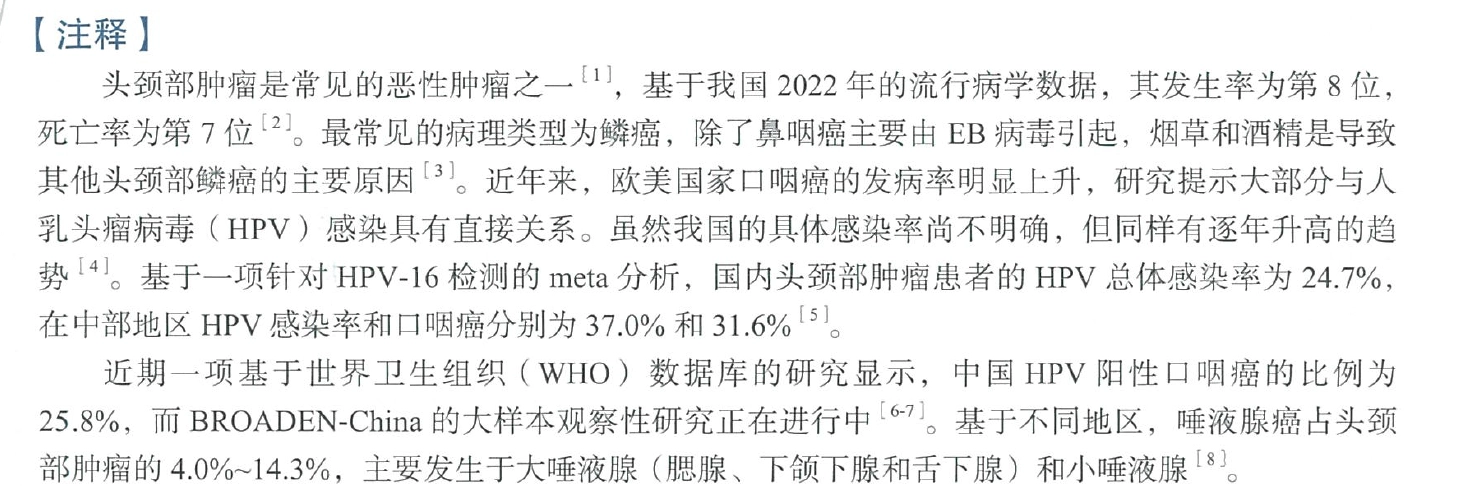 【注释】
头颈部肿瘤是常见的恶性肿瘤之一[1]，基于我国 2022 年的流行病学数据，其发生率为第 8 位，
死亡率为第 7 位[2]。最常见的病理类型为鳞癌，除了鼻咽癌主要由 EB 病毒引起，烟草和酒精是导致
其他头颈部鳞癌的主要原因[3]。近年来，欧美国家口咽癌的发病率明显上升，研究提示大部分与人
乳头瘤病毒（HPV）感染具有直接关系。虽然我国的具体感染率尚不明确，但同样有逐年升高的趋
势[4]。基于一项针对 HPV-16 检测的 meta 分析，国内头颈部肿瘤患者的 HPV 总体感染率为 24.7%，
在中部地区 HPV 感染率和口咽癌分别为 37.0% 和 31.6%[5]。
近期一项基于世界卫生组织（WHO）数据库的研究显示，中国 HPV 阳性口咽癌的比例为
25.8%，而 BROADEN-China 的大样本观察性研究正在进行中[6-7]。基于不同地区，唾液腺癌占头颈
部肿瘤的 4.0%~14.3%，主要发生于大唾液腺（腮腺、下颌下腺和舌下腺）和小唾液腺[8]。